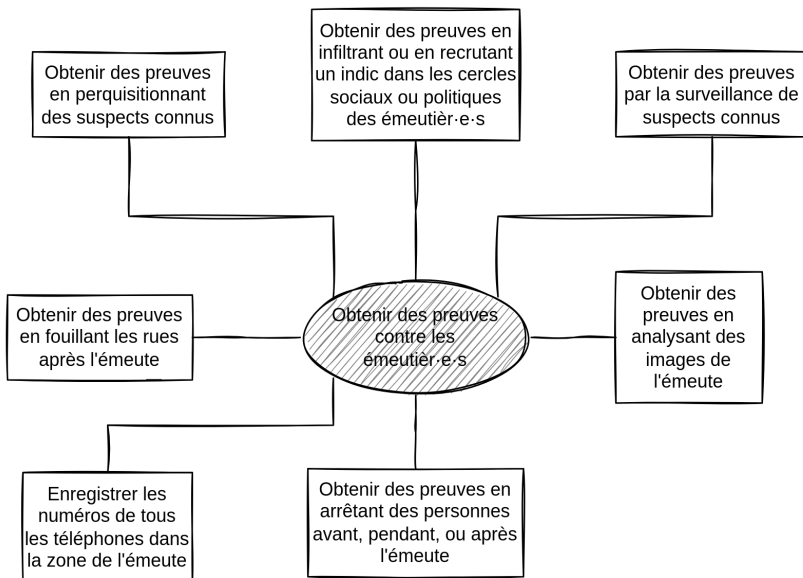 Obtenir des preuves
en perquisitionnant
des suspects connus
Obtenir des preuves en
infiltrant ou en recrutant
un indic dans les cercles
sociaux ou politiques
des émeutièr·e·s
Obtenir des preuves
par la surveillance de
suspects connus
Obtenir des preuves
en fouillant les rues
après l'émeute
Obtenir des preuves
contre les
émeutièr·e·s
Obtenir des
preuves en
analysant des
images de
l'émeute
Enregistrer les
numéros de tous
les téléphones dans
la zone de l'émeute
Obtenir des preuves en
arrêtant des personnes
avant, pendant, ou après
l'émeute